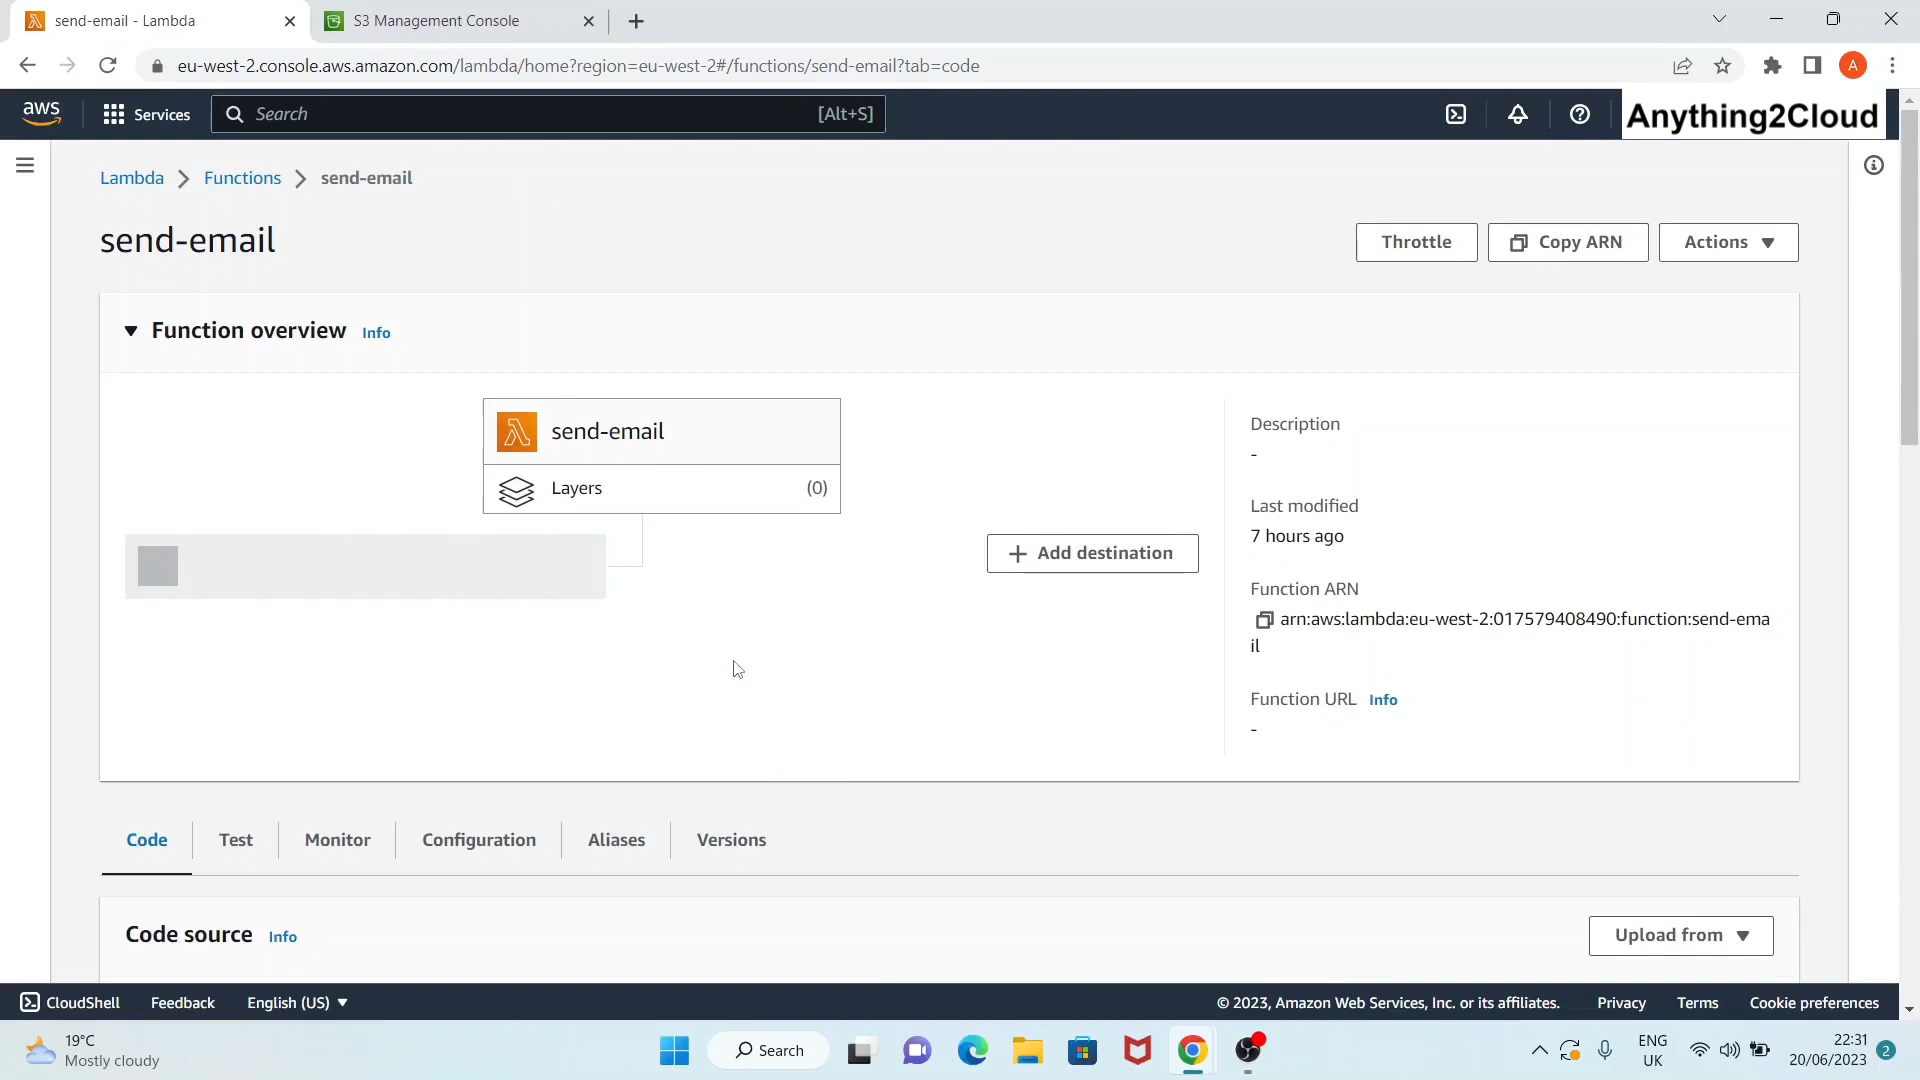 send-email - Lambda
S3 Management Console
eu-west-2.console.aws.amazon.com/lambda/home?region=eu-west-2#/functions/send-email?tab=code
A
aws
Services
Search
[Alt+S]
Anything2Cloud
Lambda
Functions
send-email
send-email
Throttle
Copy ARN
Actions
Function overview
Info
send-email
Layers
(0)
Add destination
Description
-
Last modified
7 hours ago
Function ARN
arn:aws:lambda:eu-west-2:017579408490:function:send-ema
il
Function URL
Info
-
Code
Test
Monitor
Configuration
Aliases
Versions
Code source
Info
Upload from
CloudShell
Feedback
English (US)
© 2023, Amazon Web Services, Inc. or its affiliates.
Privacy
Terms
Cookie preferences
19°C
Mostly cloudy
Search
ENG
UK
22:31
20/06/2023
2